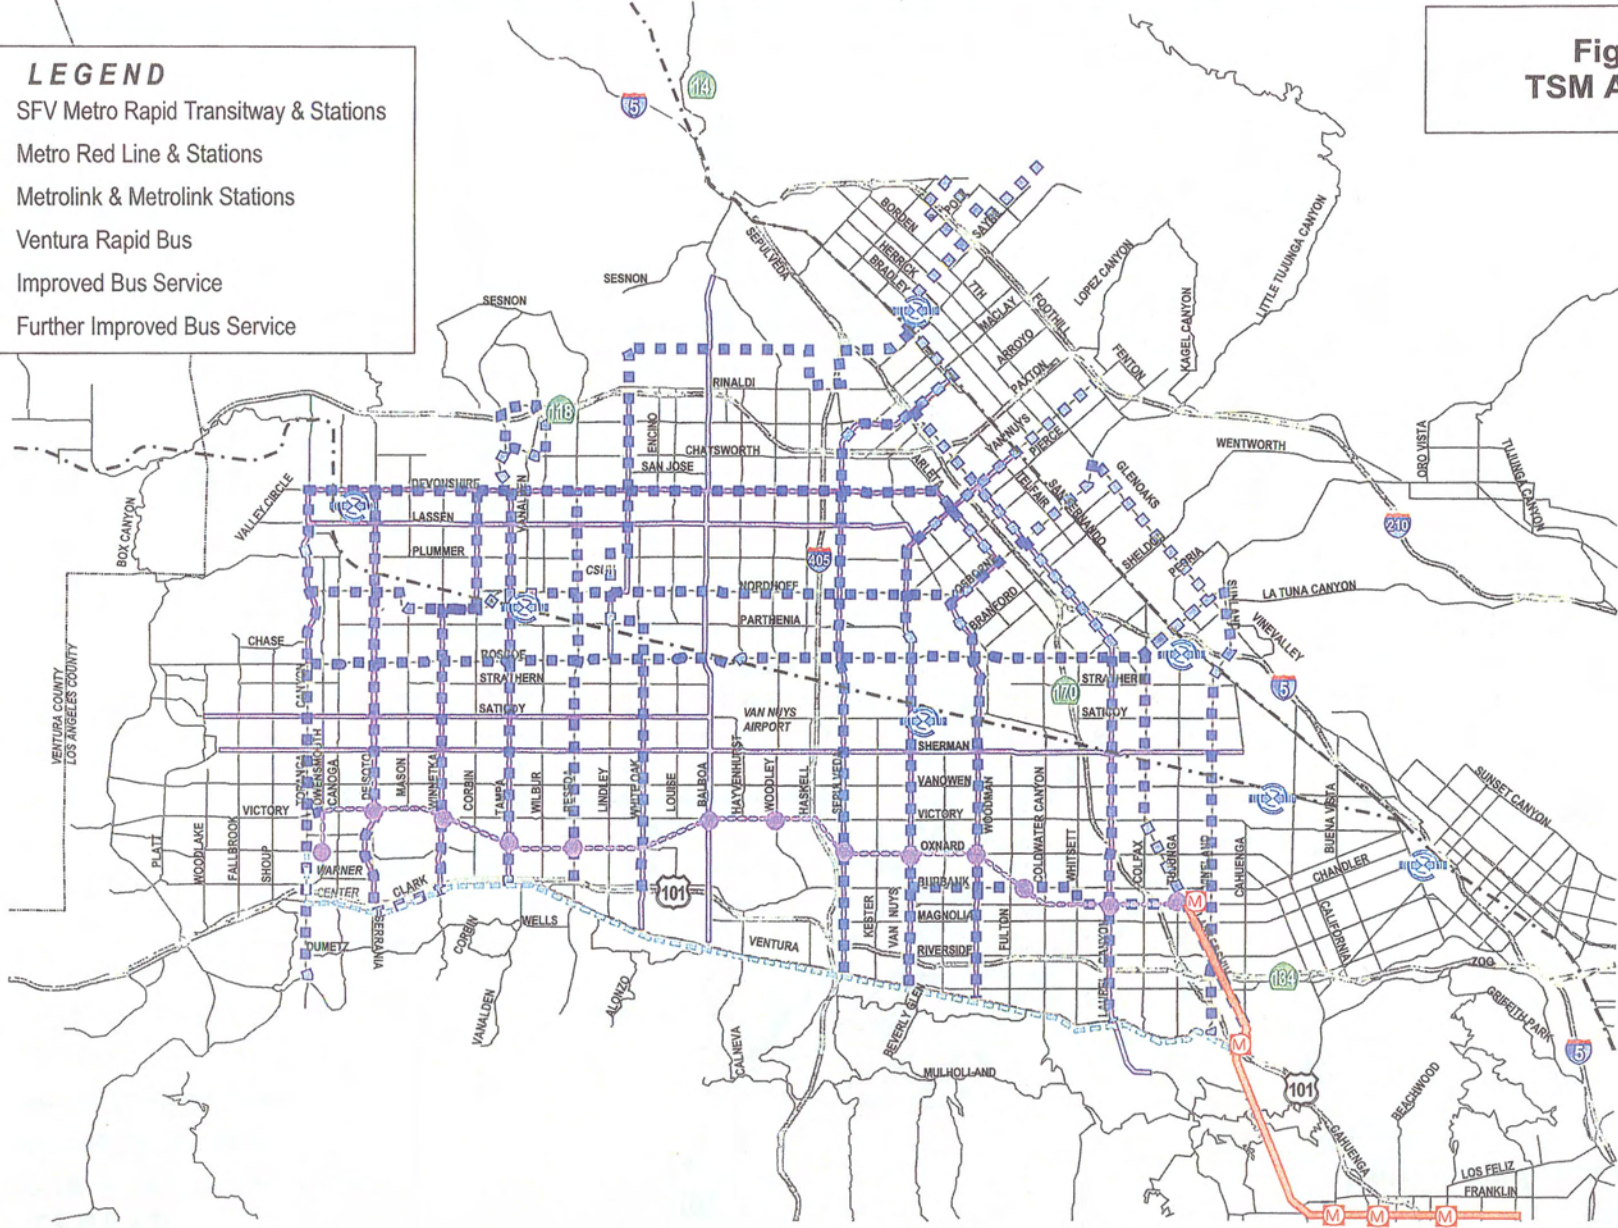 LEGEND
SFV Metro Rapid Transitway & Stations
Metro Red Line & Stations
Metrolink & Metrolink Stations
Ventura Rapid Bus
Improved Bus Service
Further Improved Bus Service
Fig
TSM A
14
5
SESNON
SESNON
SEPULVEDA
BORDEN
POLK
SAYRE
HERRICK
BRADLEY
7TH
MACLAY
FOOTHILL
ARROYO
PAXTON
LOPEZ CANYON
KAGEL CANYON
LITTLE TUJUNGA CANYON
FENTON
118
RINALDI
ENCINO
CHATSWORTH
SAN JOSE
ARLETA
VAN NUYS
PIERCE
TELFAIR
SAN FERNANDO
GLENOAKS
SHELDON
PEORIA
WENTWORTH
ORO VISTA
TUJUNGA CANYON
210
BOX CANYON
VALLEY CIRCLE
DEVONSHIRE
LASSEN
VANALDEN
PLUMMER
CSUN
405
NORDHOFF
OSBORNE
BRANFORD
PARTHENIA
SUNLAND
LA TUNA CANYON
VINEVALLEY
CHASE
ROSCOE
STRATHERN
STRATHERN
VENTURA COUNTY
LOS ANGELES COUNTY
CANYON
TOPANGA
SATICOY
SATICOY
VAN NUYS
AIRPORT
170
5
SHERMAN
VANOWEN
VICTORY
VICTORY
OWENSMOUTH
CANOGA
DESOTO
MASON
WINNETKA
CORBIN
TAMPA
WILBUR
RESEDA
LINDLEY
WHITE OAK
LOUISE
BALBOA
HAYVENHURST
WOODLEY
HASKELL
SEPULVEDA
WOODMAN
OXNARD
COLDWATER CANYON
WHITSETT
COLFAX
TUJUNGA
VINELAND
CAHUENGA
BUENA VISTA
SUNSET CANYON
CHANDLER
CALIFORNIA
PLATT
WOODLAKE
FALLBROOK
SHOUP
WARNER
CENTER
CLARK
101
BURBANK
KESTER
VAN NUYS
MAGNOLIA
FULTON
RIVERSIDE
LAUREL CANYON
M
DUMETZ
SERRANIA
CORBIN
WELLS
VENTURA
134
ZOO
GRIFFITH PARK
VANALDEN
ALONZO
CALNEVA
BEVERLY GLEN
MULHOLLAND
M
5
101
BEACHWOOD
CAHUENGA
LOS FELIZ
FRANKLIN
M
M
M